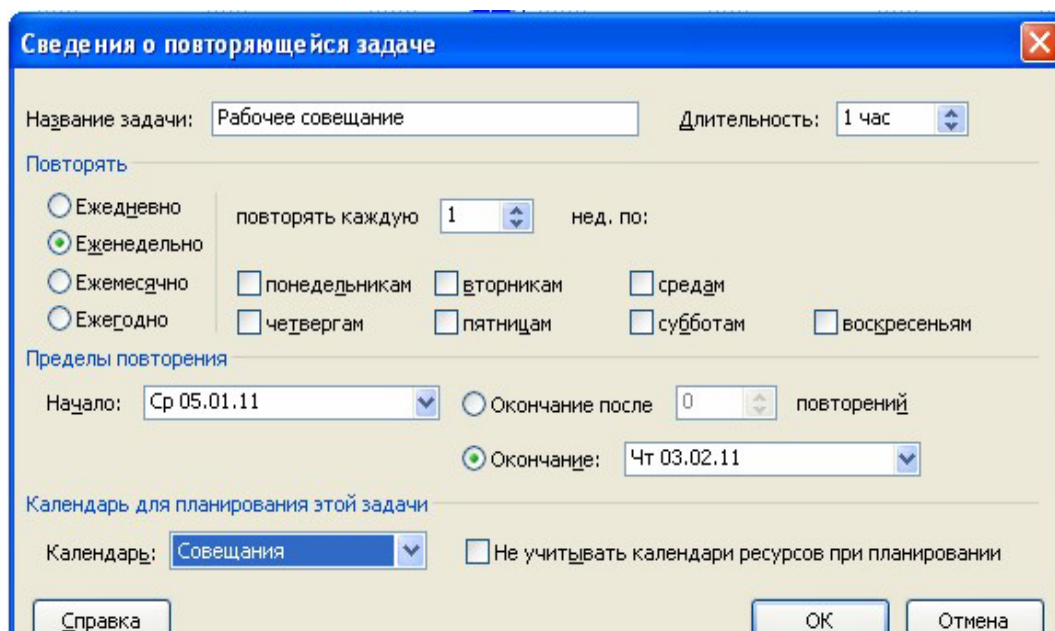 Сведения о повторяющейся задаче
Название задачи: Рабочее совещание Длительность: 1 час
Повторять
Ежедневно повторять каждую 1 нед. по:
Еженедельно
Ежемесячно понедельникам вторникам средам
Ежегодно четвергам пятницам субботам воскресеньям
Пределы повторения
Начало: Ср 05.01.11 Окончание после 0 повторений
Окончание: Чт 03.02.11
Календарь для планирования этой задачи
Календарь: Совещания Не учитывать календари ресурсов при планировании
Справка ОК Отмена